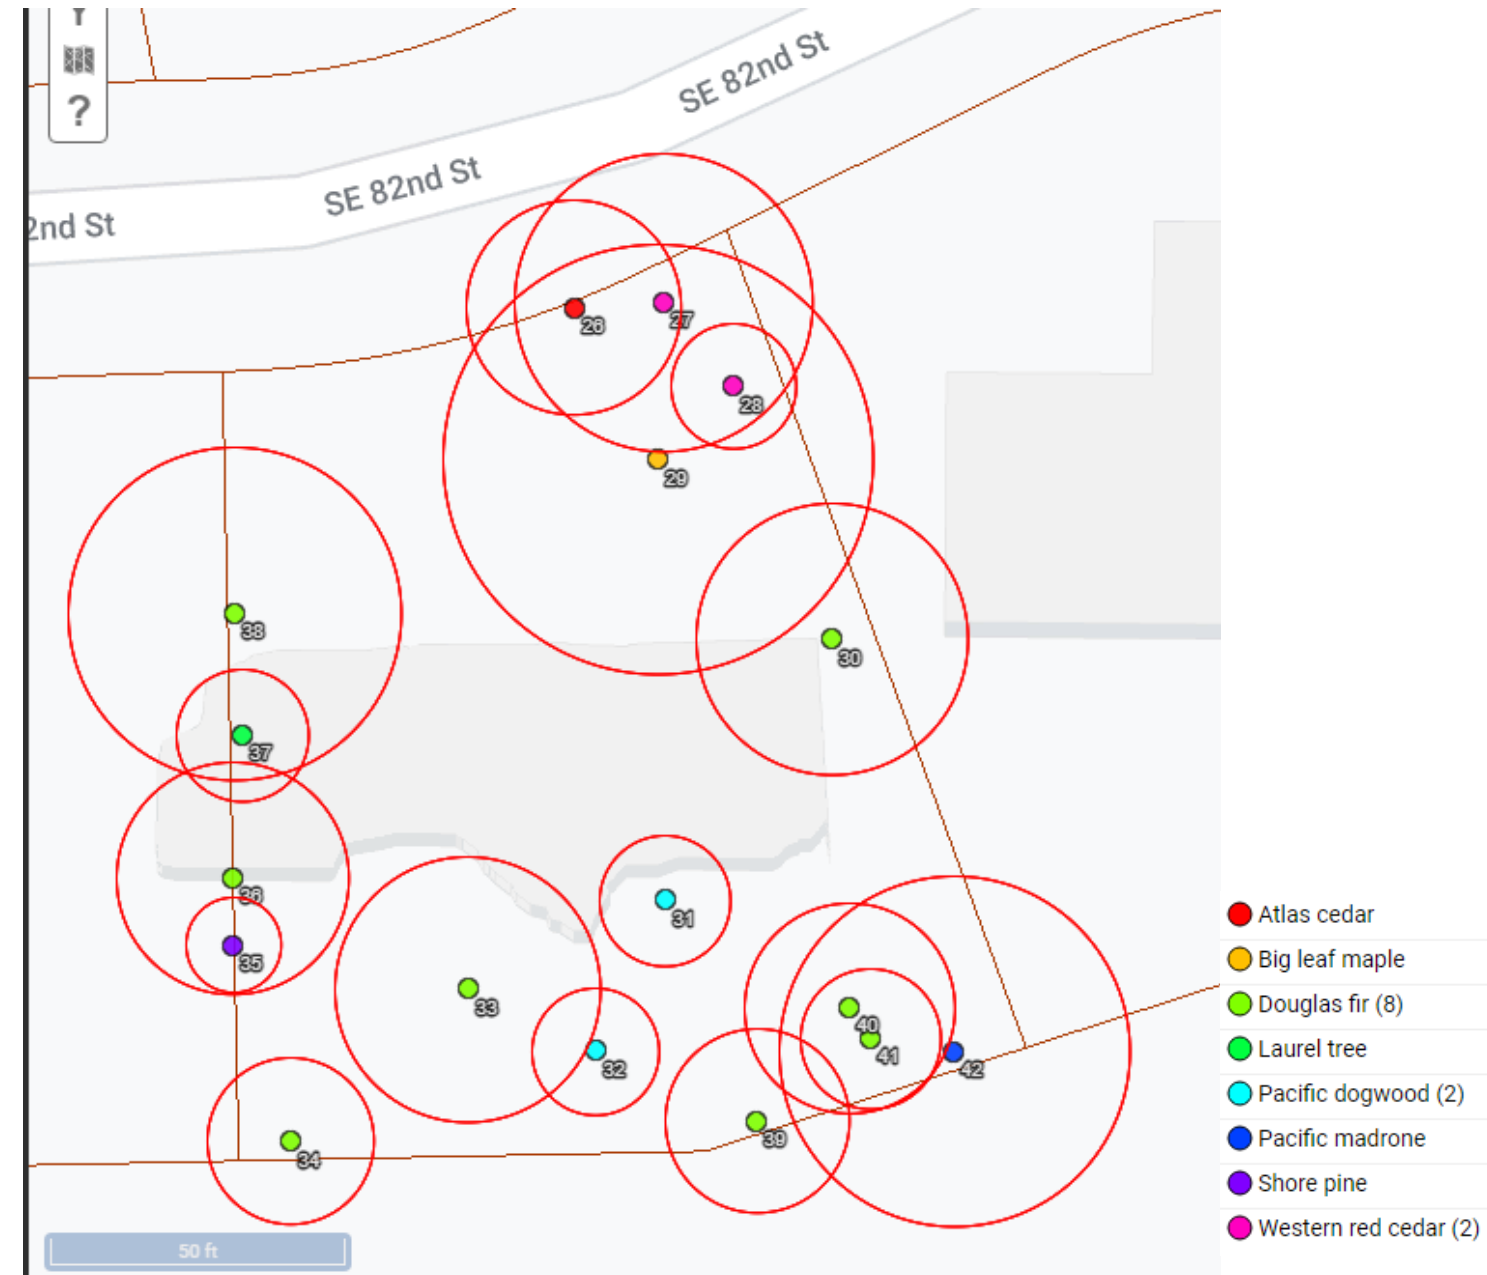 ?
SE 82nd St
SE 82nd St
2nd St
26
27
28
29
38
30
37
36
31
35
33
40
41
42
32
39
34
50 ft
Atlas cedar
Big leaf maple
Douglas fir (8)
Laurel tree
Pacific dogwood (2)
Pacific madrone
Shore pine
Western red cedar (2)